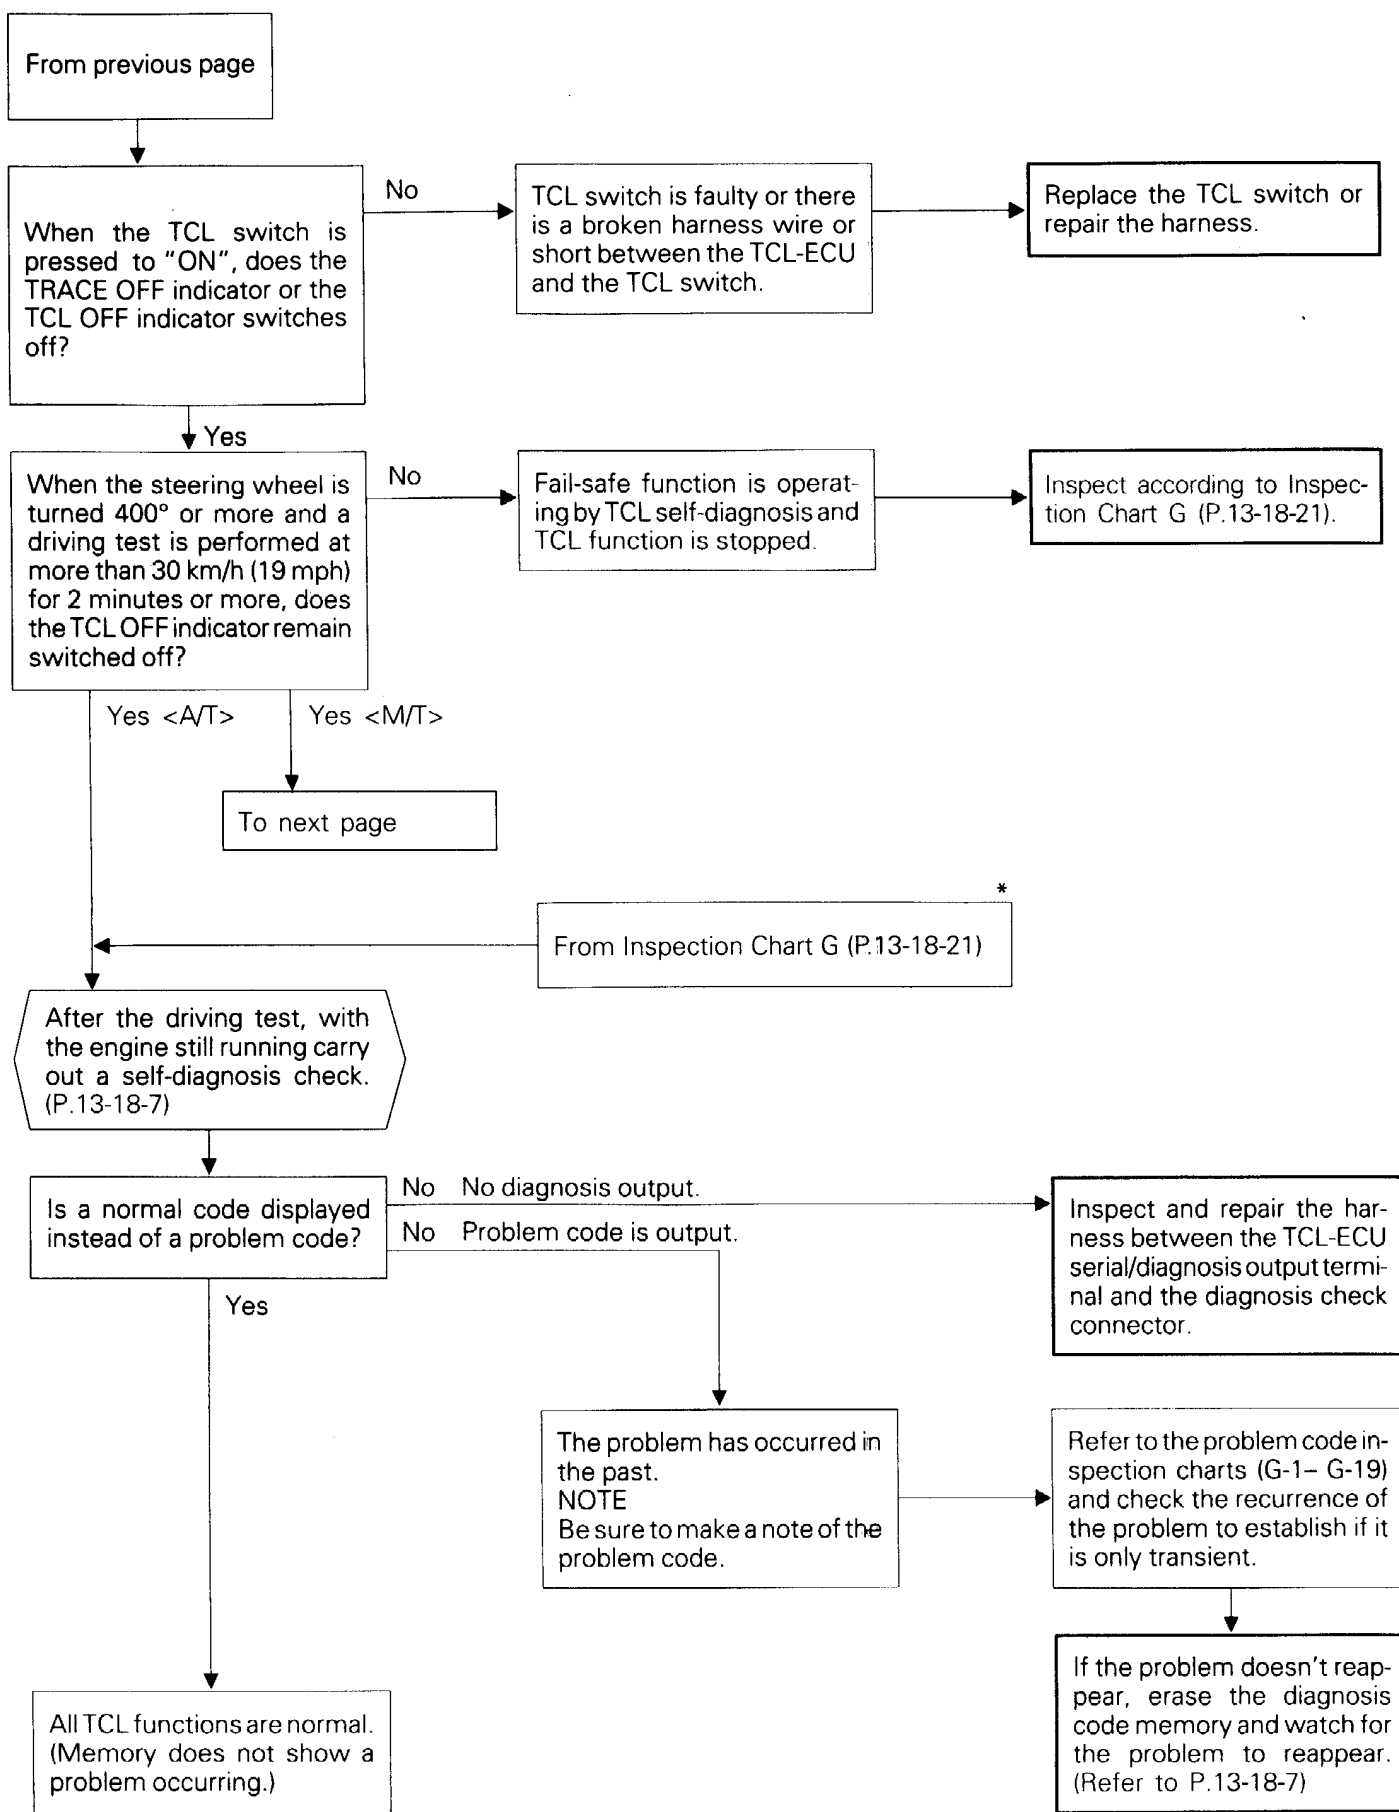 From previous page
When the TCL switch is
pressed to "ON", does the
TRACE OFF indicator or the
TCL OFF indicator switches
off?
No
TCL switch is faulty or there
is a broken harness wire or
short between the TCL-ECU
and the TCL switch.
Replace the TCL switch or
repair the harness.
Yes
When the steering wheel is
turned 400° or more and a
driving test is performed at
more than 30 km/h (19 mph)
for 2 minutes or more, does
the TCL OFF indicator remain
switched off?
No
Fail-safe function is operat-
ing by TCL self-diagnosis and
TCL function is stopped.
Inspect according to Inspec-
tion Chart G (P.13-18-21).
Yes <A/T>
Yes <M/T>
To next page
*
From Inspection Chart G (P.13-18-21)
After the driving test, with
the engine still running carry
out a self-diagnosis check.
(P.13-18-7)
Is a normal code displayed
instead of a problem code?
No No diagnosis output.
No Problem code is output.
Inspect and repair the har-
ness between the TCL-ECU
serial/diagnosis output termi-
nal and the diagnosis check
connector.
Yes
The problem has occurred in
the past.
NOTE
Be sure to make a note of the
problem code.
Refer to the problem code in-
spection charts (G-1– G-19)
and check the recurrence of
the problem to establish if it
is only transient.
If the problem doesn't reap-
pear, erase the diagnosis
code memory and watch for
the problem to reappear.
(Refer to P.13-18-7)
All TCL functions are normal.
(Memory does not show a
problem occurring.)